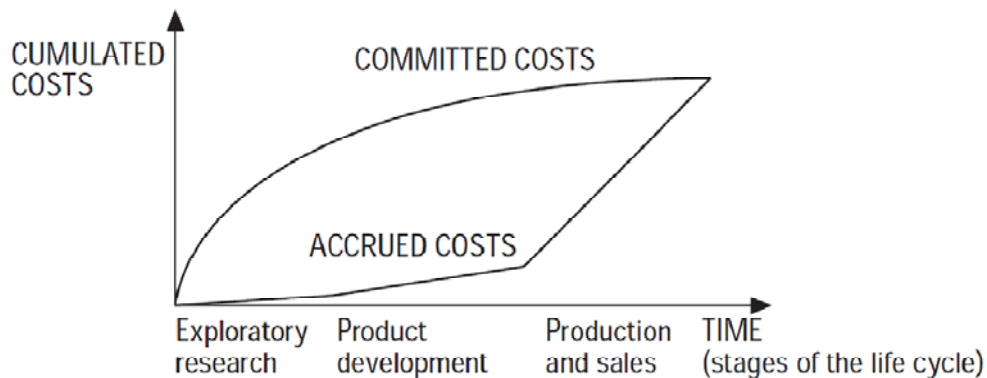 CUMULATED
COSTS
COMMITTED COSTS
ACCRUED COSTS
Exploratory
research
Product
development
Production
and sales
TIME
(stages of the life cycle)